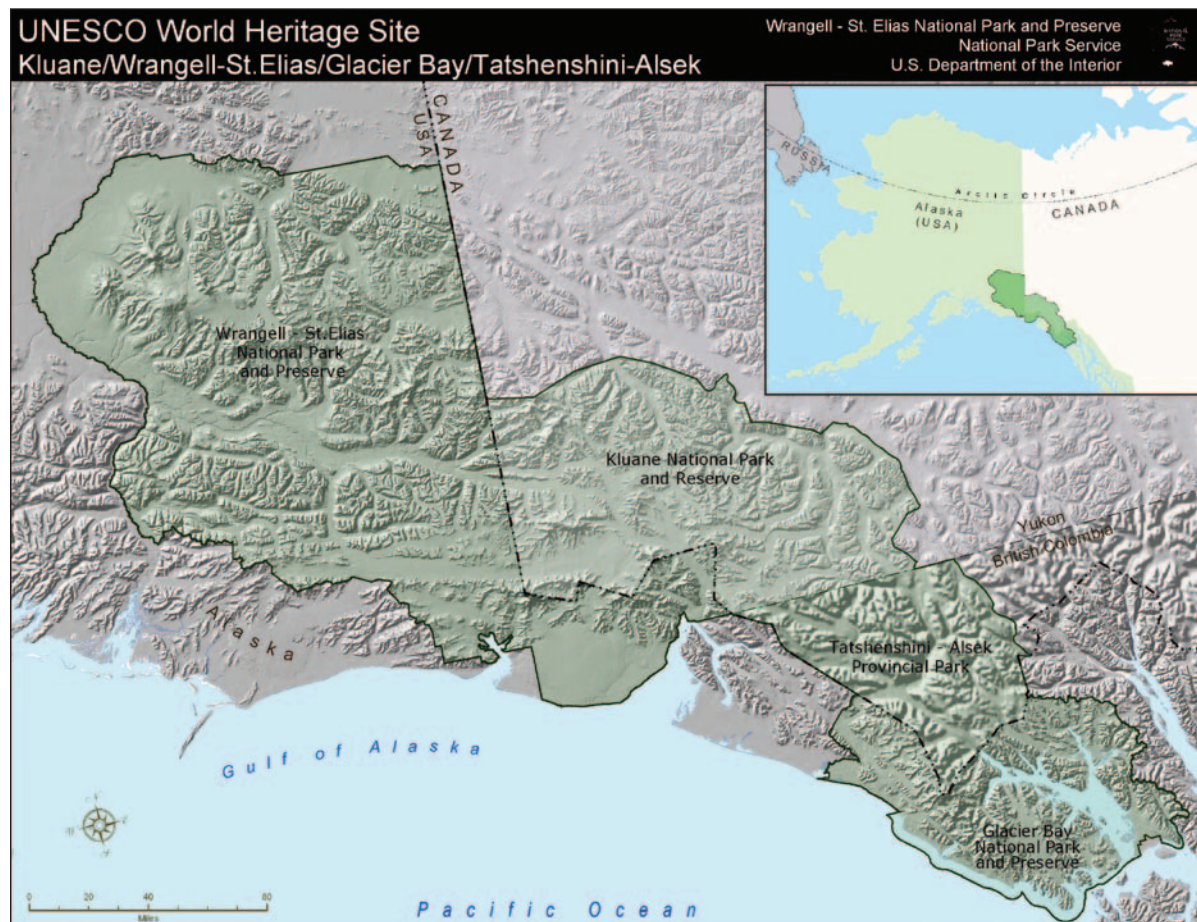 UNESCO World Heritage Site
Kluane/Wrangell-St.Elias/Glacier Bay/Tatshenshini-Alsek
Wrangell - St. Elias National Park and Preserve
National Park Service
U.S. Department of the Interior
CANADA
USA
RUSSIA
Arctic Circle
Alaska
(USA)
CANADA
Wrangell - St.Elias
National Park
and Preserve
Kluane National Park
and Reserve
Yukon
British Colombia
Alaska
Tatshenshini - Alsek
Provincial Park
Gulf of Alaska
Glacier Bay
National Park
and Preserve
0 20 40 60 80
Miles
Pacific Ocean